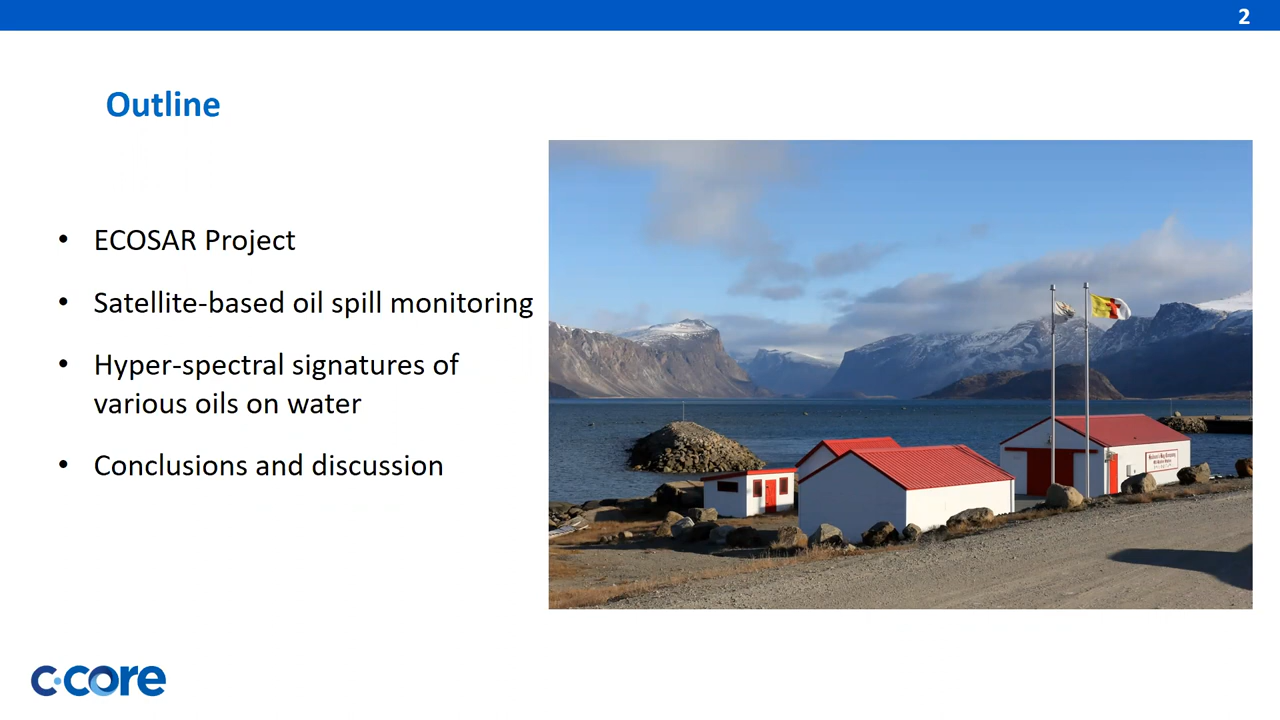 2
Outline
• ECOSAR Project
• Satellite-based oil spill monitoring
• Hyper-spectral signatures of
various oils on water
• Conclusions and discussion
c·core